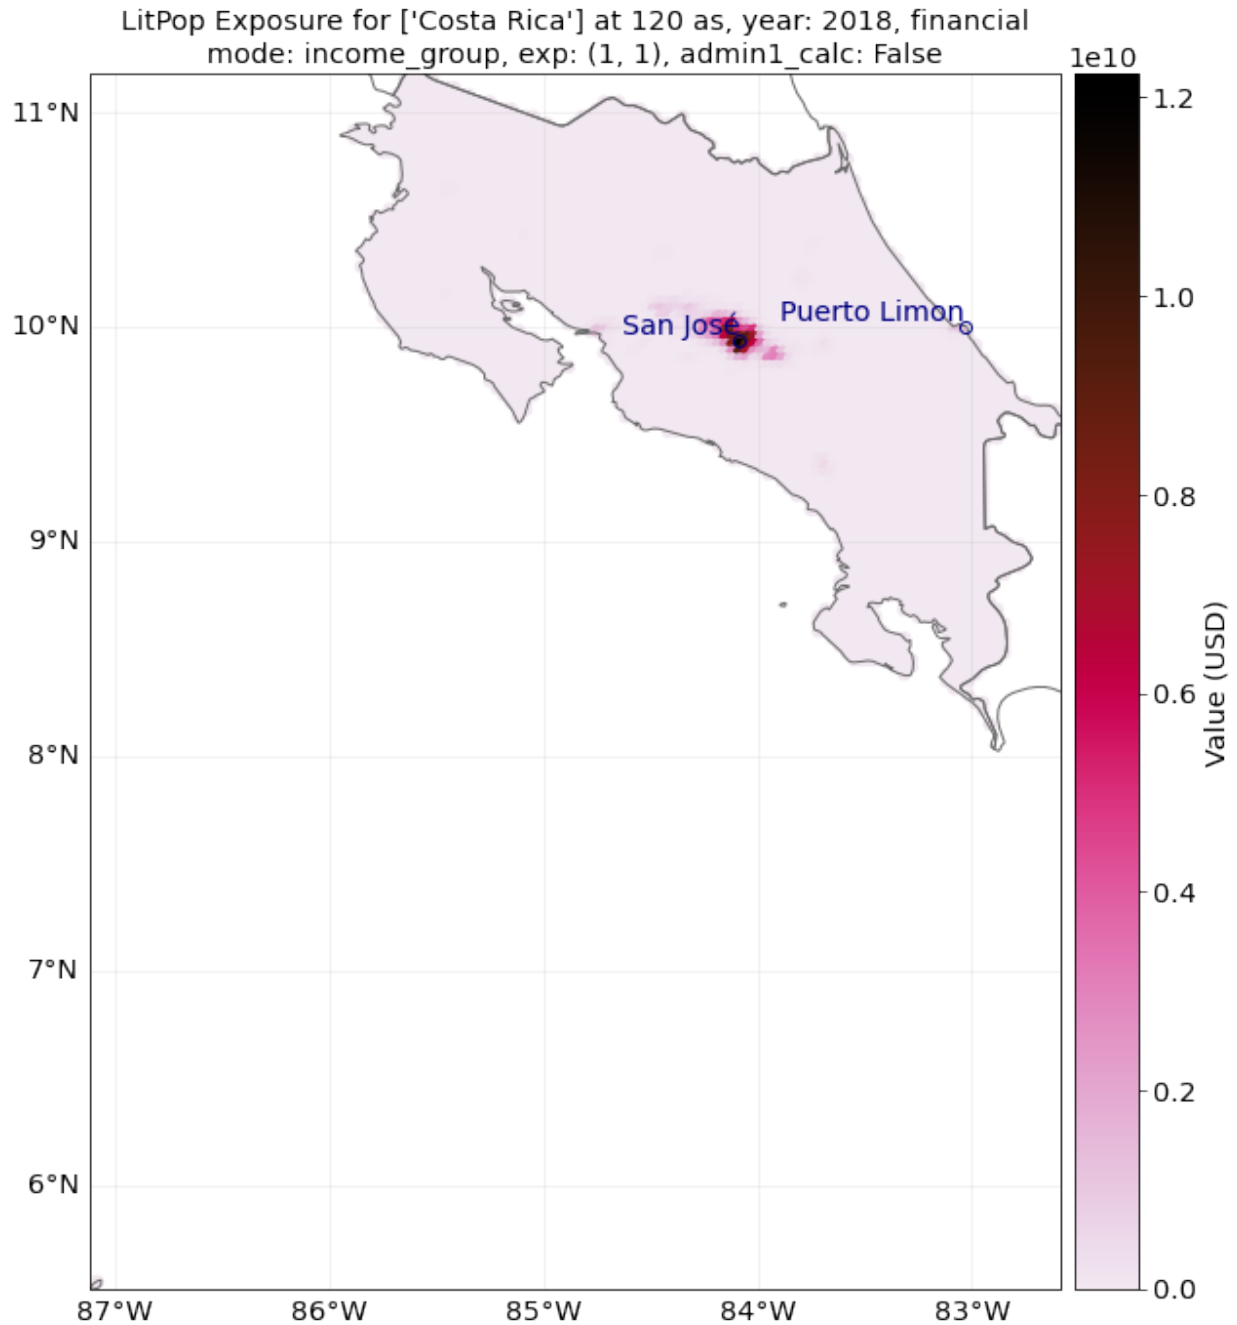 LitPop Exposure for ['Costa Rica'] at 120 as, year: 2018, financial
mode: income_group, exp: (1, 1), admin1_calc: False
1e10
11°N
10°N
9°N
8°N
7°N
6°N
San José
Puerto Limon
87°W
86°W
85°W
84°W
83°W
1.2
1.0
0.8
0.6
0.4
0.2
0.0
Value (USD)